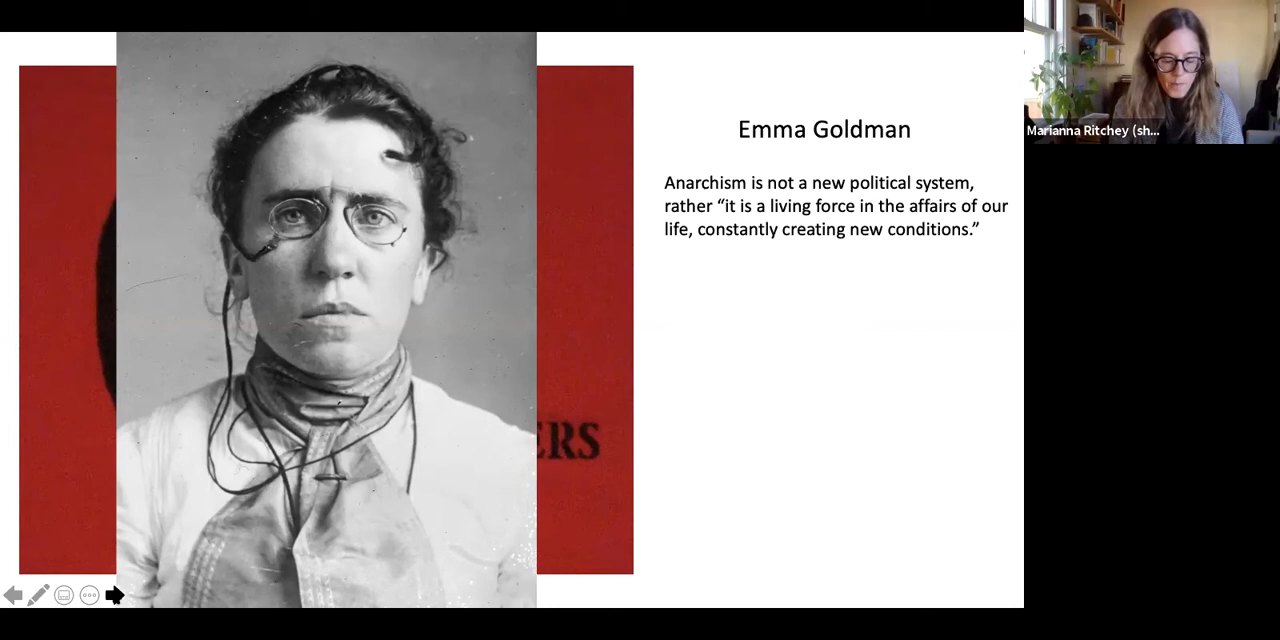 Emma Goldman
Anarchism is not a new political system,
rather “it is a living force in the affairs of our
life, constantly creating new conditions.”
ERS
Marianna Ritchey (sh...